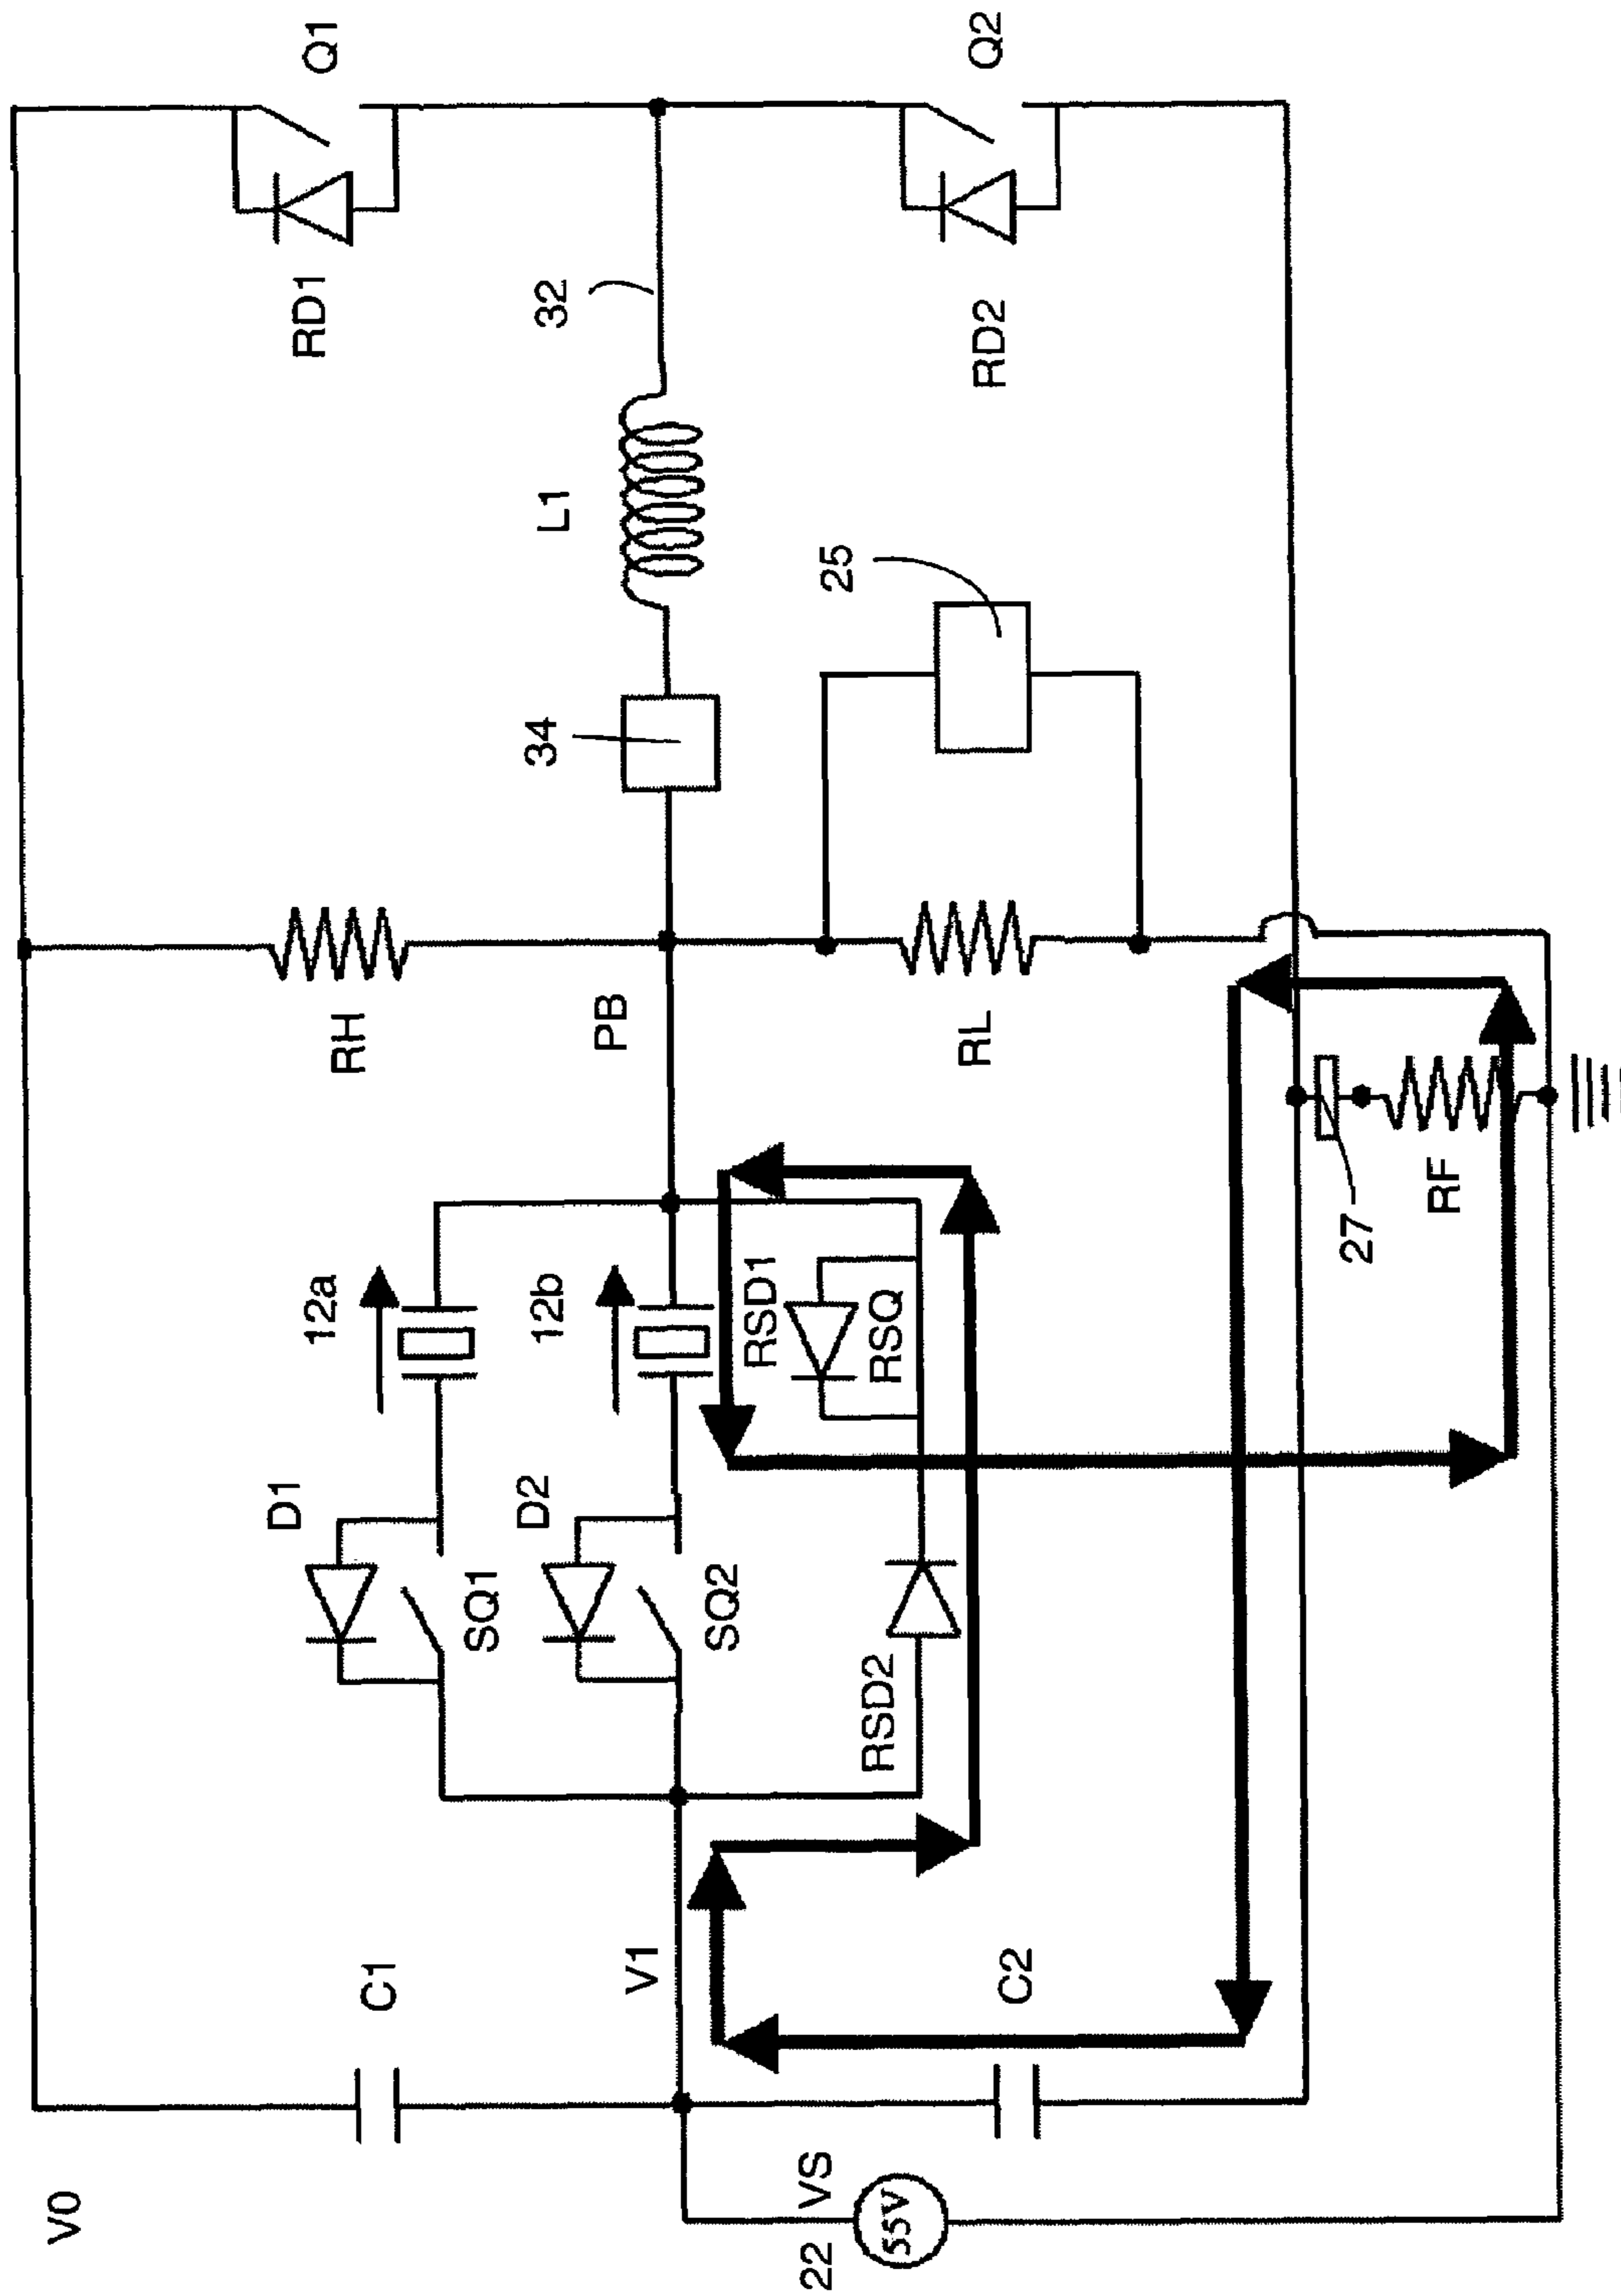 V0
C1
V1
C2
VS
22
55V
D1
SQ1
D2
SQ2
RSD2
12a
12b
RSD1
RSQ
RH
PB
RL
27
RF
34
L1
25
32
RD1
Q1
RD2
Q2